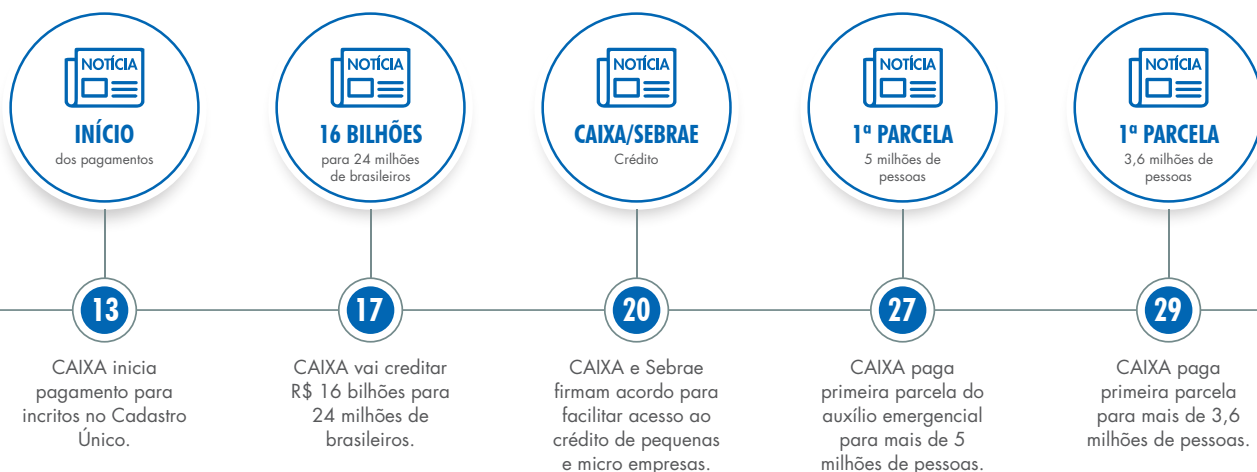 NOTÍCIA
INÍCIO
dos pagamentos
13
CAIXA inicia
pagamento para
incritos no Cadastro
Único.
NOTÍCIA
16 BILHÕES
para 24 milhões
de brasileiros
17
CAIXA vai creditar
R$ 16 bilhões para
24 milhões de
brasileiros.
NOTÍCIA
CAIXA/SEBRAE
Crédito
20
CAIXA e Sebrae
firmam acordo para
facilitar acesso ao
crédito de pequenas
e micro empresas.
NOTÍCIA
1ª PARCELA
5 milhões de
pessoas
27
CAIXA paga
primeira parcela do
auxílio emergencial
para mais de 5
milhões de pessoas.
NOTÍCIA
1ª PARCELA
3,6 milhões de
pessoas
29
CAIXA paga
primeira parcela
para mais de 3,6
milhões de pessoas.